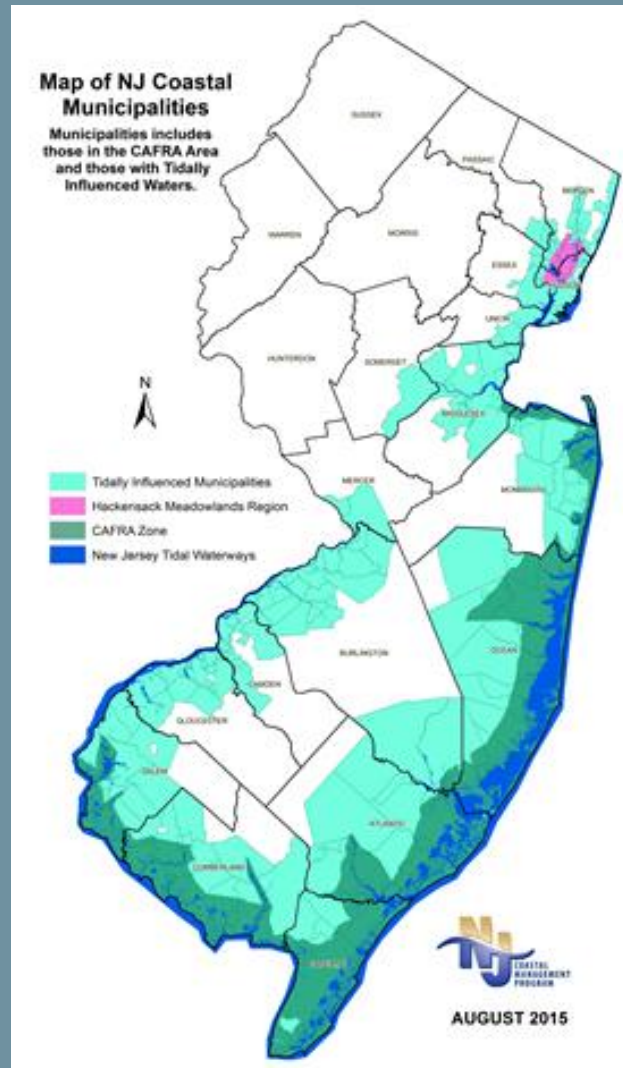 Map of NJ Coastal
Municipalities
Municipalities includes
those in the CAFRA Area
and those with Tidally
Influenced Waters.
SUSSEX
PASSAIC
BERGEN
WARREN
MORRIS
ESSEX
UNION
HUNTERDON
SOMERSET
MIDDLESEX
N
MERCER
MONMOUTH
Tidally Influenced Municipalities
Hackensack Meadowlands Region
CAFRA Zone
New Jersey Tidal Waterways
BURLINGTON
OCEAN
CAMDEN
GLOUCESTER
SALEM
ATLANTIC
CUMBERLAND
NJ
COASTAL
MANAGEMENT
PROGRAM
AUGUST 2015